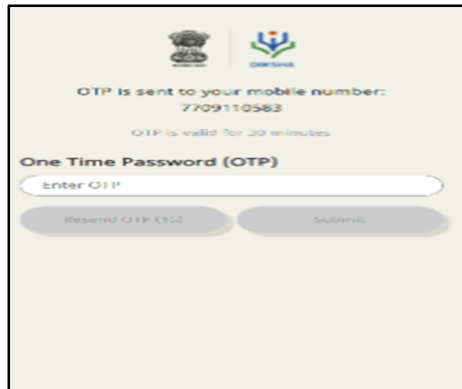 DIKSHA
OTP is sent to your mobile number:
7709110583
OTP is valid for 30 minutes
One Time Password (OTP)
Enter OTP
Resend OTP (16)
Submit